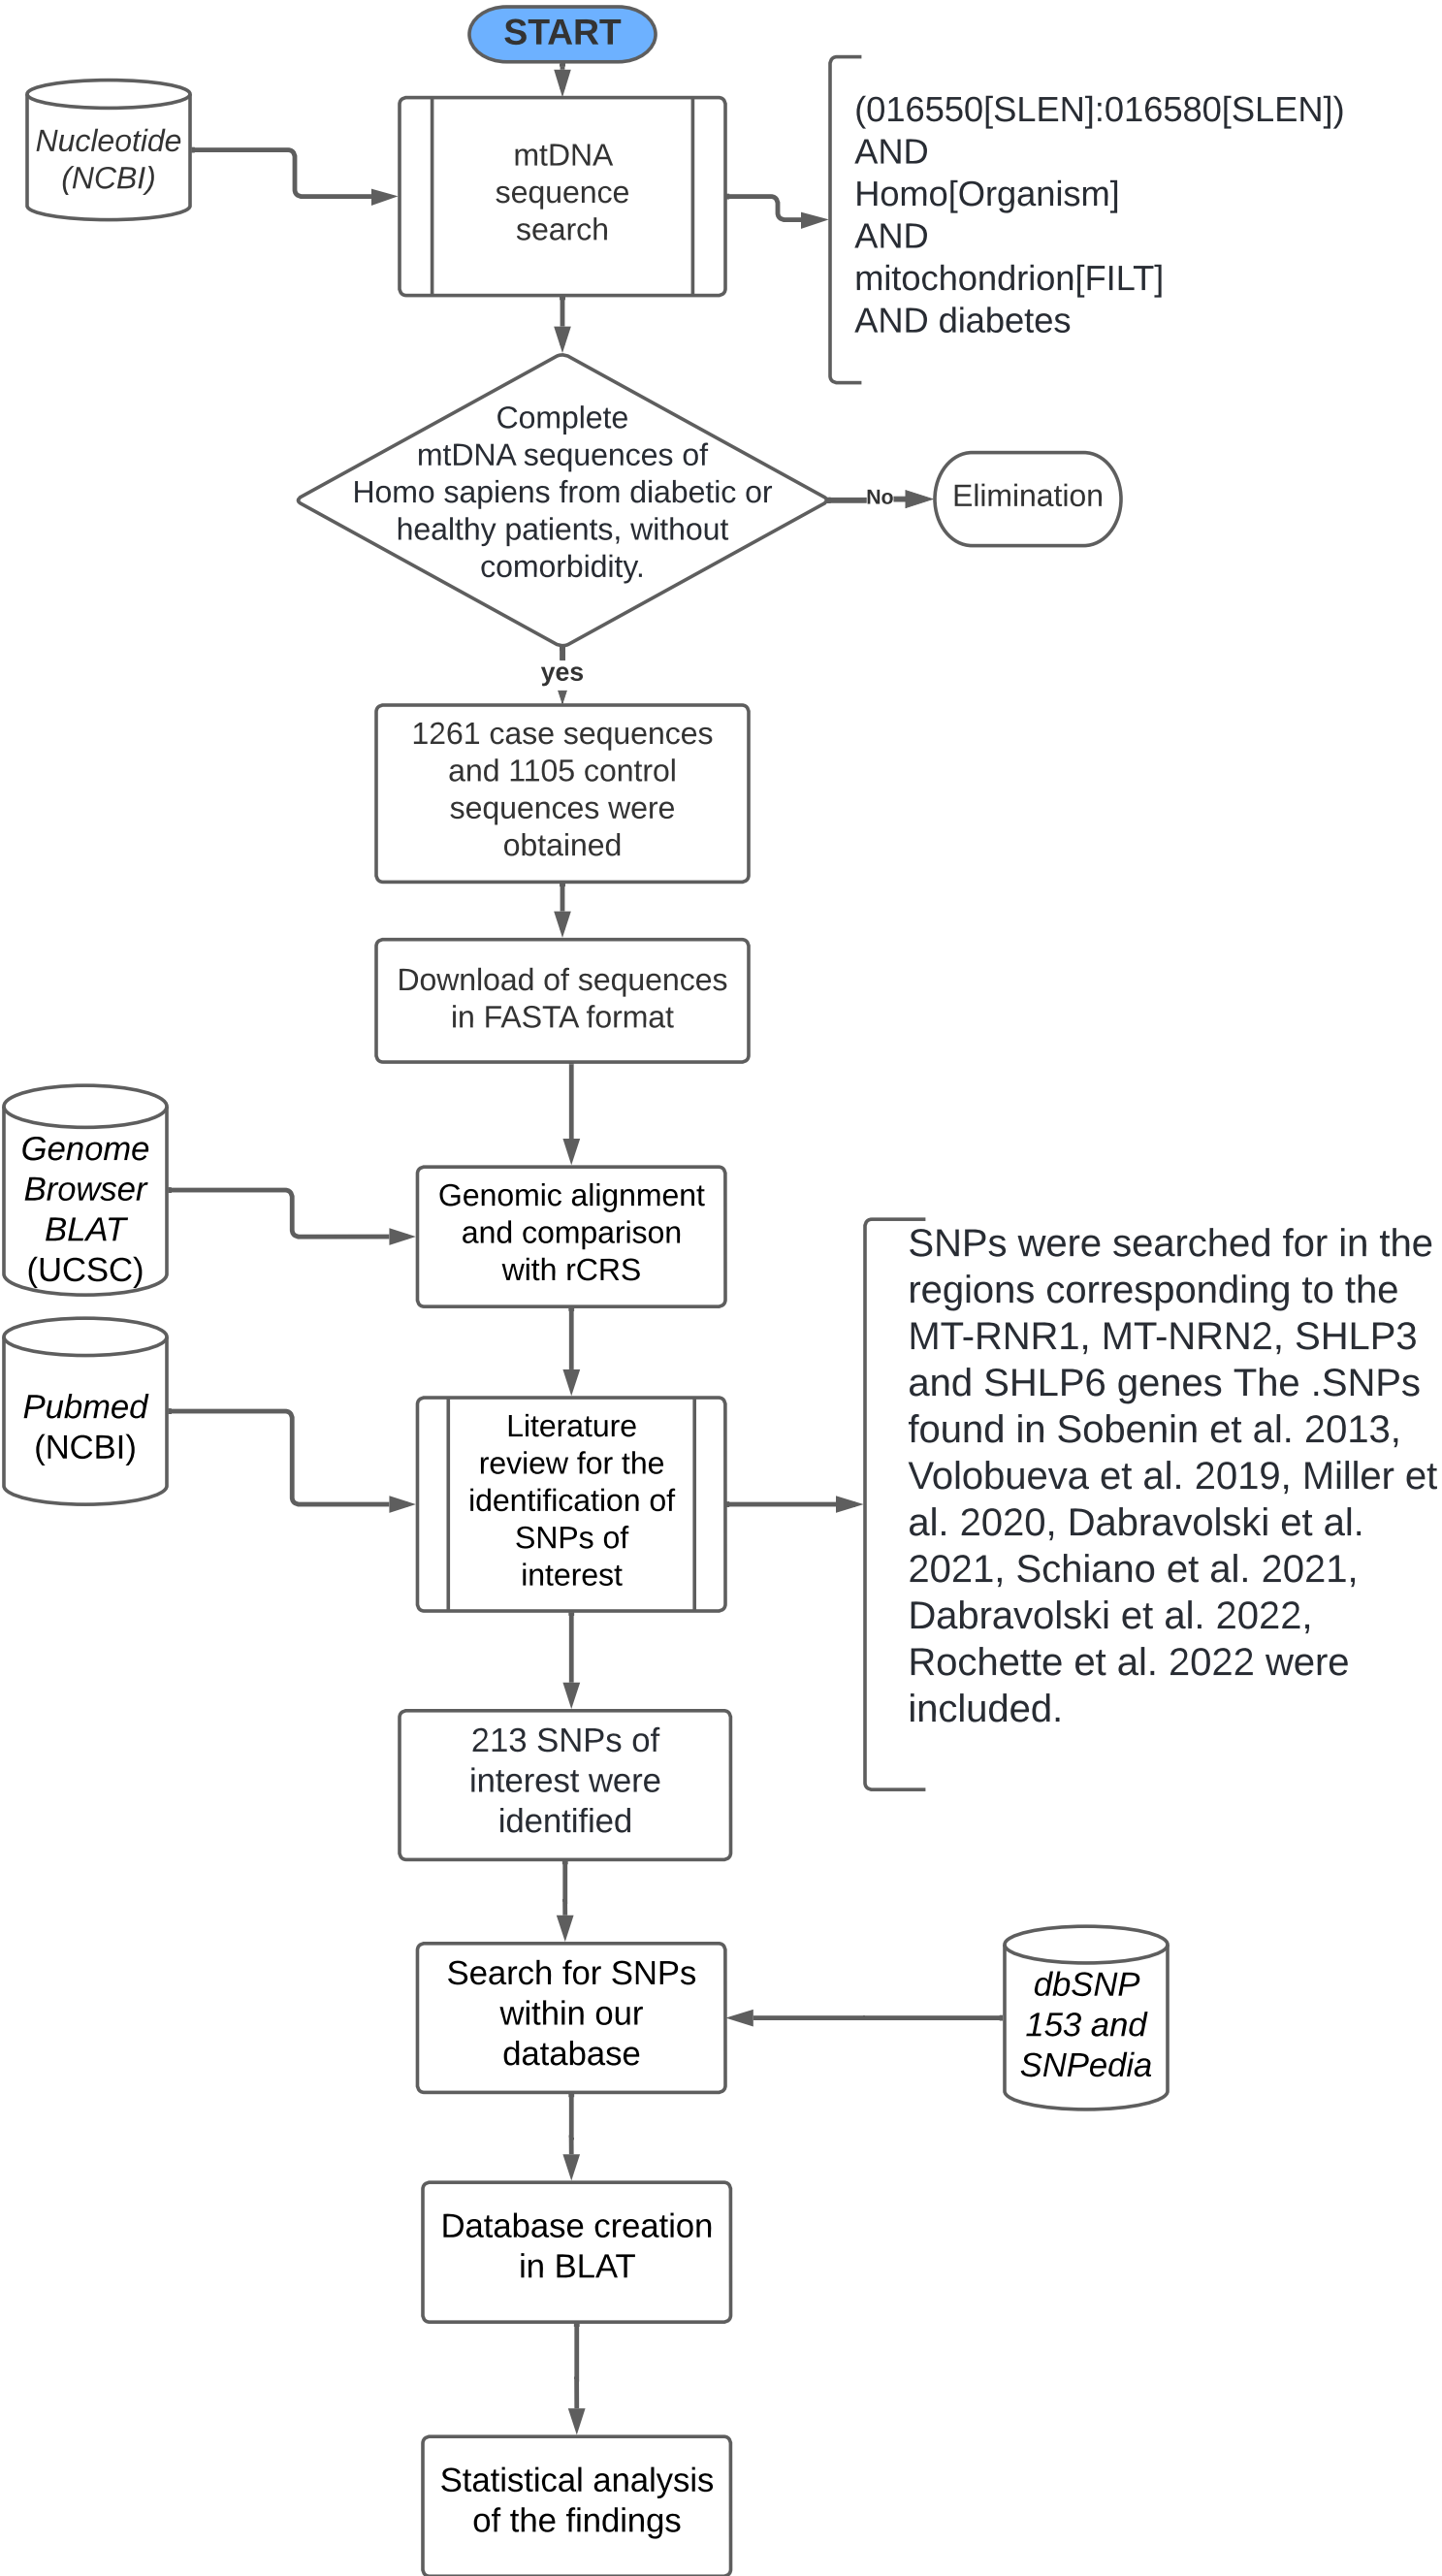 START
Nucleotide
(NCBI)
mtDNA
sequence
search
(016550[SLEN]:016580[SLEN])
AND
Homo[Organism]
AND
mitochondrion[FILT]
AND diabetes
Complete
mtDNA sequences of
Homo sapiens from diabetic or
healthy patients, without
comorbidity.
No
Elimination
yes
1261 case sequences
and 1105 control
sequences were
obtained
Download of sequences
in FASTA format
Genome
Browser
BLAT
(UCSC)
Genomic alignment
and comparison
with rCRS
Pubmed
(NCBI)
Literature
review for the
identification of
SNPs of
interest
SNPs were searched for in the
regions corresponding to the
MT-RNR1, MT-NRN2, SHLP3
and SHLP6 genes The .SNPs
found in Sobenin et al. 2013,
Volobueva et al. 2019, Miller et
al. 2020, Dabravolski et al.
2021, Schiano et al. 2021,
Dabravolski et al. 2022,
Rochette et al. 2022 were
included.
213 SNPs of
interest were
identified
Search for SNPs
within our
database
dbSNP
153 and
SNPedia
Database creation
in BLAT
Statistical analysis
of the findings